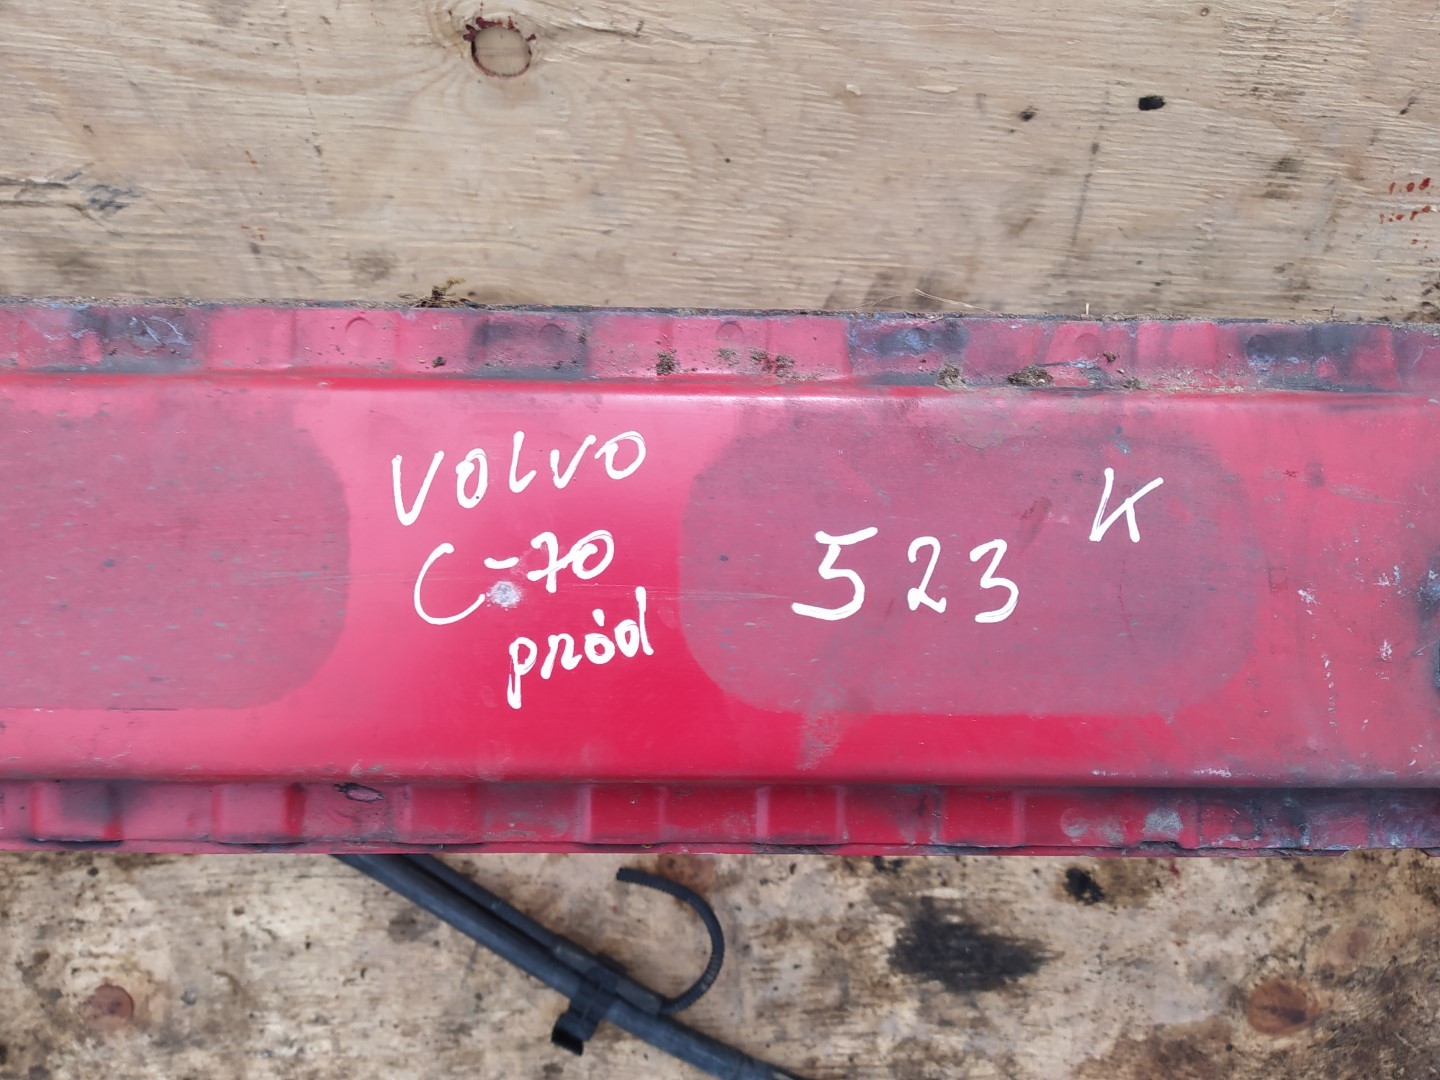 VOLVO
C-70
przód
523 K